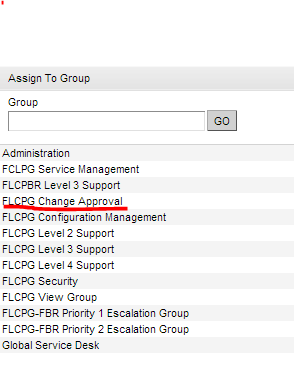 Assign To Group
Group
GO
Administration
FCLPG Service Management
FLCPBR Level 3 Support
FLCPG Change Approval
FLCPG Configuration Management
FLCPG Level 2 Support
FLCPG Level 3 Support
FLCPG Level 4 Support
FLCPG Security
FLCPG View Group
FLCPG-FBR Priority 1 Escalation Group
FLCPG-FBR Priority 2 Escalation Group
Global Service Desk